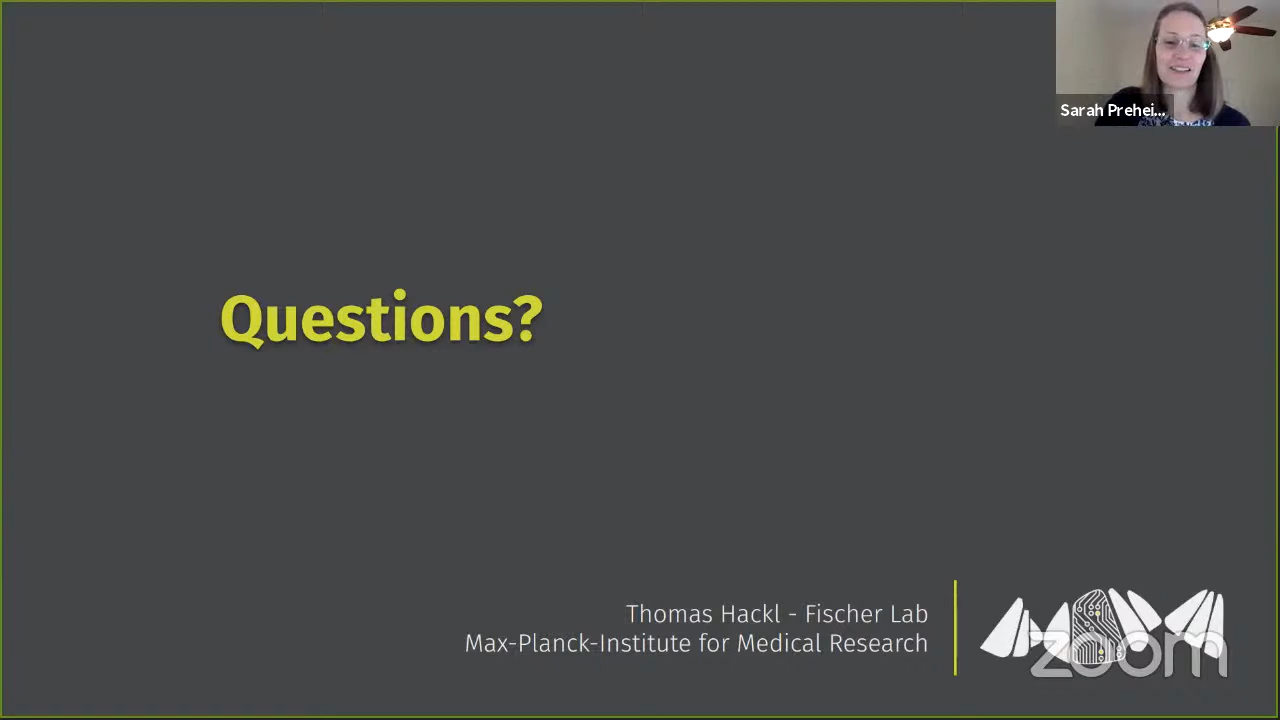 Sarah Prehei...
Questions?
Thomas Hackl - Fischer Lab
Max-Planck-Institute for Medical Research
zoom